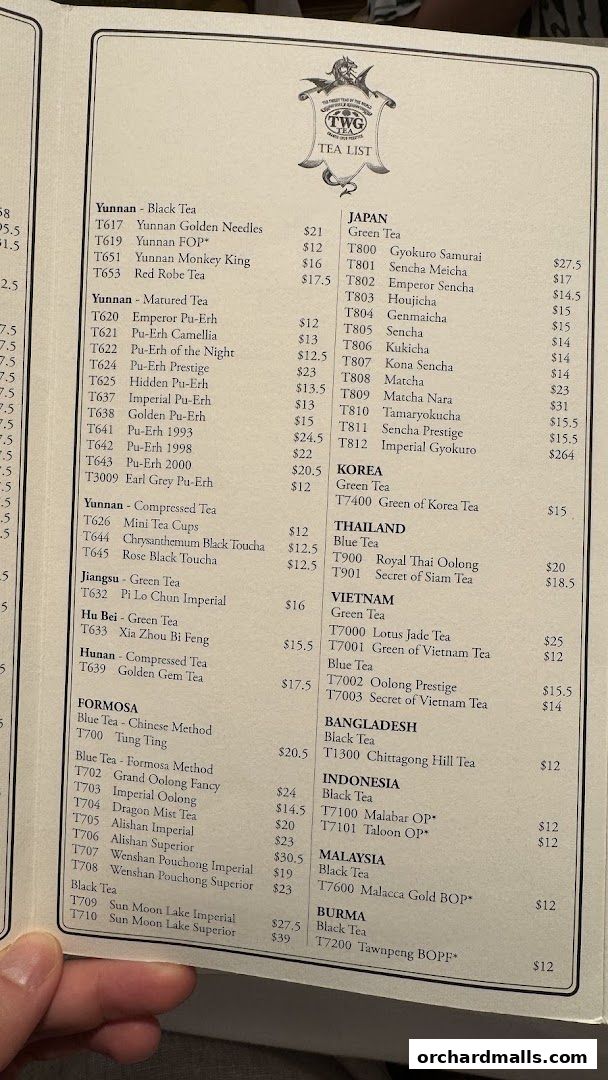 TWG
TEA
TEA LIST
Yunnan - Black Tea
T617 Yunnan Golden Needles $21
T619 Yunnan FOP* $12
T651 Yunnan Monkey King $16
T653 Red Robe Tea $17.5
Yunnan - Matured Tea
T620 Emperor Pu-Erh $12
T621 Pu-Erh Camellia $13
T622 Pu-Erh of the Night $12.5
T624 Pu-Erh Prestige $23
T625 Hidden Pu-Erh $13.5
T637 Imperial Pu-Erh $13
T638 Golden Pu-Erh $15
T641 Pu-Erh 1993 $24.5
T642 Pu-Erh 1998 $22
T643 Pu-Erh 2000 $20.5
T3009 Earl Grey Pu-Erh $12
Yunnan - Compressed Tea
T626 Mini Tea Cups $12
T644 Chrysanthemum Black Toucha $12.5
T645 Rose Black Toucha $12.5
Jiangsu - Green Tea
T632 Pi Lo Chun Imperial $16
Hu Bei - Green Tea
T633 Xia Zhou Bi Feng $15.5
Hunan - Compressed Tea
T639 Golden Gem Tea $17.5
FORMOSA
Blue Tea - Chinese Method
T700 Tung Ting $20.5
Blue Tea - Formosa Method
T702 Grand Oolong Fancy $24
T703 Imperial Oolong $14.5
T704 Dragon Mist Tea $20
T705 Alishan Imperial $23
T706 Alishan Superior $30.5
T707 Wenshan Pouchong Imperial $19
T708 Wenshan Pouchong Superior $23
Black Tea
T709 Sun Moon Lake Imperial $27.5
T710 Sun Moon Lake Superior $39
JAPAN
Green Tea
T800 Gyokuro Samurai $27.5
T801 Sencha Meicha $17
T802 Emperor Sencha $14.5
T803 Houjicha $15
T804 Genmaicha $15
T805 Sencha $14
T806 Kukicha $14
T807 Kona Sencha $14
T808 Matcha $23
T809 Matcha Nara $31
T810 Tamaryokucha $15.5
T811 Sencha Prestige $15.5
T812 Imperial Gyokuro $264
KOREA
Green Tea
T7400 Green of Korea Tea $15
THAILAND
Blue Tea
T900 Royal Thai Oolong $20
T901 Secret of Siam Tea $18.5
VIETNAM
Green Tea
T7000 Lotus Jade Tea $25
T7001 Green of Vietnam Tea $12
Blue Tea
T7002 Oolong Prestige $15.5
T7003 Secret of Vietnam Tea $14
BANGLADESH
Black Tea
T1300 Chittagong Hill Tea $12
INDONESIA
Black Tea
T7100 Malabar OP* $12
T7101 Taloon OP* $12
MALAYSIA
Black Tea
T7600 Malacca Gold BOP* $12
BURMA
Black Tea
T7200 Tawnpeng BOPF* $12
orchardmalls.com